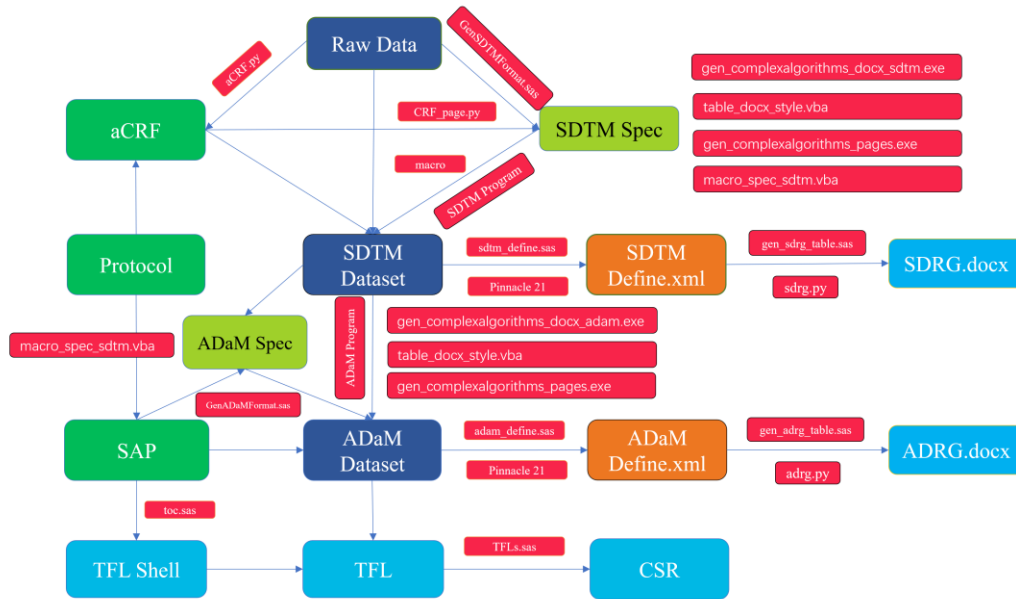 Raw Data
aCRF.py
GenSDTMFormat.sas
gen_complexalgorithms_docx_sdtm.exe
table_docx_style.vba
gen_complexalgorithms_pages.exe
macro_spec_sdtm.vba
aCRF
CRF_page.py
SDTM Spec
macro
SDTM Program
Protocol
SDTM
Dataset
sdtm_define.sas
Pinnacle 21
SDTM
Define.xml
gen_sdrg_table.sas
sdrg.py
SDRG.docx
macro_spec_sdtm.vba
ADaM Spec
ADaM Program
gen_complexalgorithms_docx_adam.exe
table_docx_style.vba
gen_complexalgorithms_pages.exe
GenADaMFormat.sas
SAP
ADaM
Dataset
adam_define.sas
Pinnacle 21
ADaM
Define.xml
gen_adrg_table.sas
adrg.py
ADRG.docx
toc.sas
TFL Shell
TFL
TFLs.sas
CSR